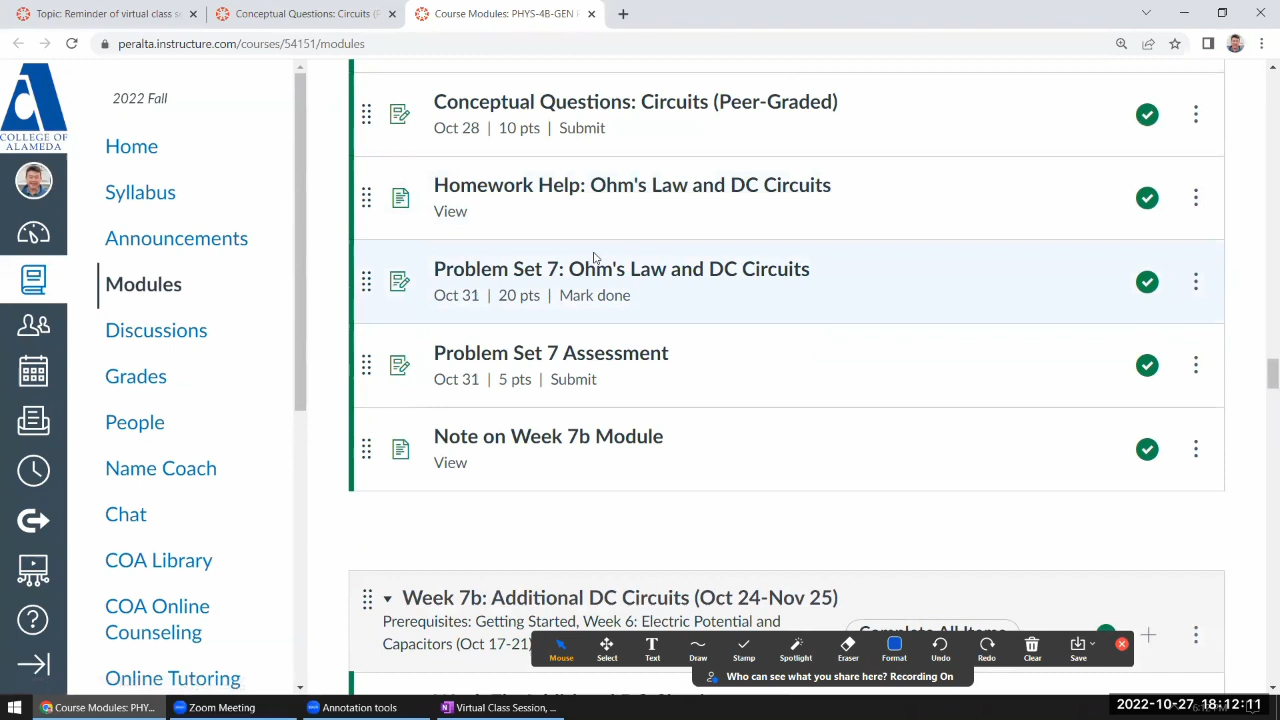 Topic: Reminder of virtual class s
Conceptual Questions: Circuits (P
Course Modules: PHYS-4B-GEN
peralta.instructure.com/courses/54151/modules
COLLEGE OF
ALAMEDA
2022 Fall
Home
Syllabus
Announcements
Modules
Discussions
Grades
People
Name Coach
Chat
COA Library
COA Online
Counseling
Online Tutoring
Conceptual Questions: Circuits (Peer-Graded)
Oct 28 | 10 pts | Submit
Homework Help: Ohm's Law and DC Circuits
View
Problem Set 7: Ohm's Law and DC Circuits
Oct 31 | 20 pts | Mark done
Problem Set 7 Assessment
Oct 31 | 5 pts | Submit
Note on Week 7b Module
View
Week 7b: Additional DC Circuits (Oct 24-Nov 25)
Prerequisites: Getting Started, Week 6: Electric Potential and
Capacitors (Oct 17-21)
Complete All Items
Mouse
Select
Text
Draw
Stamp
Spotlight
Eraser
Format
Undo
Redo
Clear
Save
Who can see what you share here? Recording On
Course Modules: PHY...
Zoom Meeting
Annotation tools
Virtual Class Session, ...
2022-10-27 18:12:11